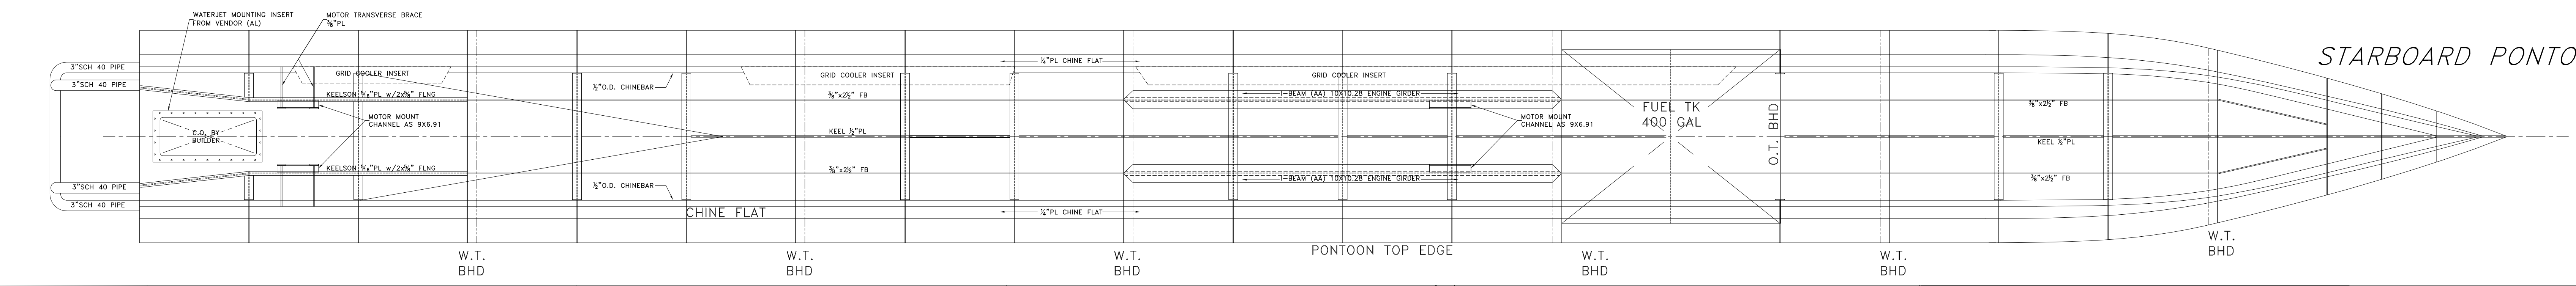 WATERJET MOUNTING INSERT
FROM VENDOR (AL)
MOTOR TRANSVERSE BRACE
⅜"PL
STARBOARD PONTO
3"SCH 40 PIPE
GRID COOLER INSERT
GRID COOLER INSERT
GRID COOLER INSERT
¼"PL CHINE FLAT
3"SCH 40 PIPE
½"O.D. CHINEBAR
KEELSON ⁵⁄₁₆"PL w/2x⅜" FLNG
⅜"x2½" FB
I-BEAM (AA) 10X10.28 ENGINE GIRDER
FUEL TK
400 GAL
⅜"x2½" FB
MOTOR MOUNT
CHANNEL AS 9X6.91
MOTOR MOUNT
CHANNEL AS 9X6.91
C.O. BY
BUILDER
KEEL ½"PL
O.T. BHD
KEEL ½"PL
KEELSON ⁵⁄₁₆"PL w/2x⅜" FLNG
⅜"x2½" FB
I-BEAM (AA) 10X10.28 ENGINE GIRDER
⅜"x2½" FB
3"SCH 40 PIPE
½"O.D. CHINEBAR
3"SCH 40 PIPE
CHINE FLAT
¼"PL CHINE FLAT
PONTOON TOP EDGE
W.T.
BHD
W.T.
BHD
W.T.
BHD
W.T.
BHD
W.T.
BHD
W.T.
BHD